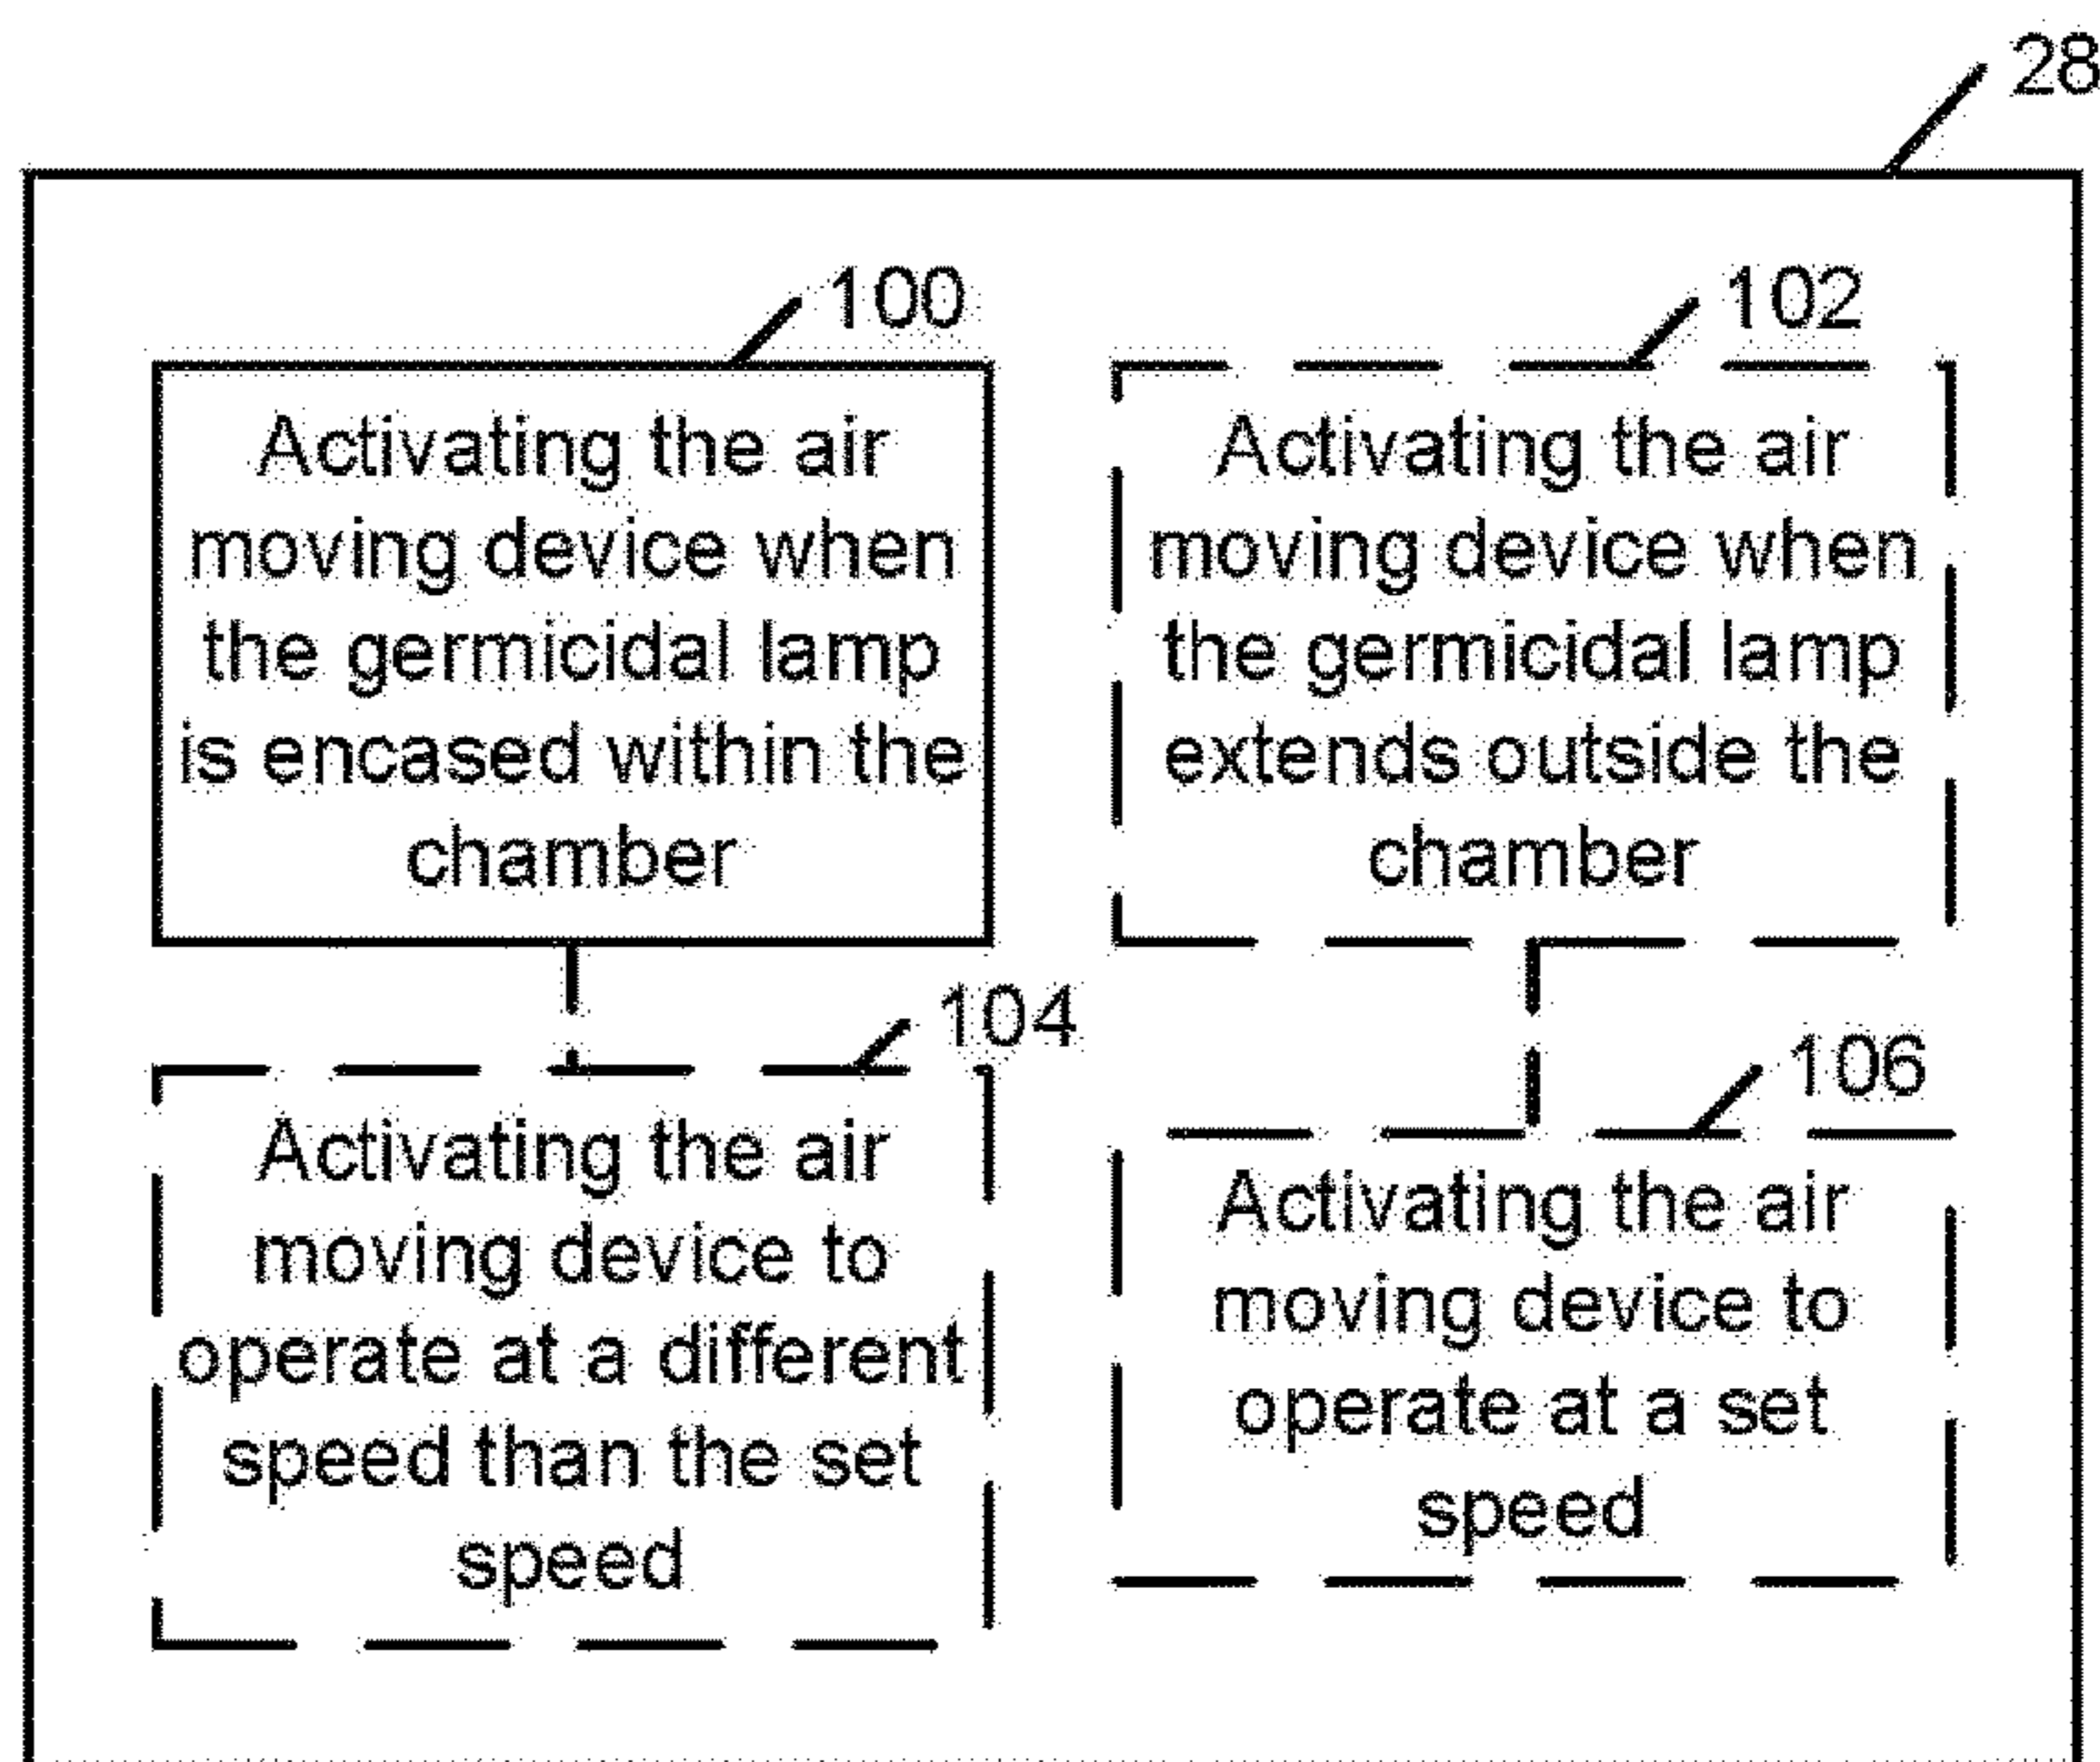 28
100
Activating the air
moving device when
the germicidal lamp
is encased within the
chamber
102
Activating the air
moving device when
the germicidal lamp
extends outside the
chamber
104
Activating the air
moving device to
operate at a different
speed than the set
speed
106
Activating the air
moving device to
operate at a set
speed